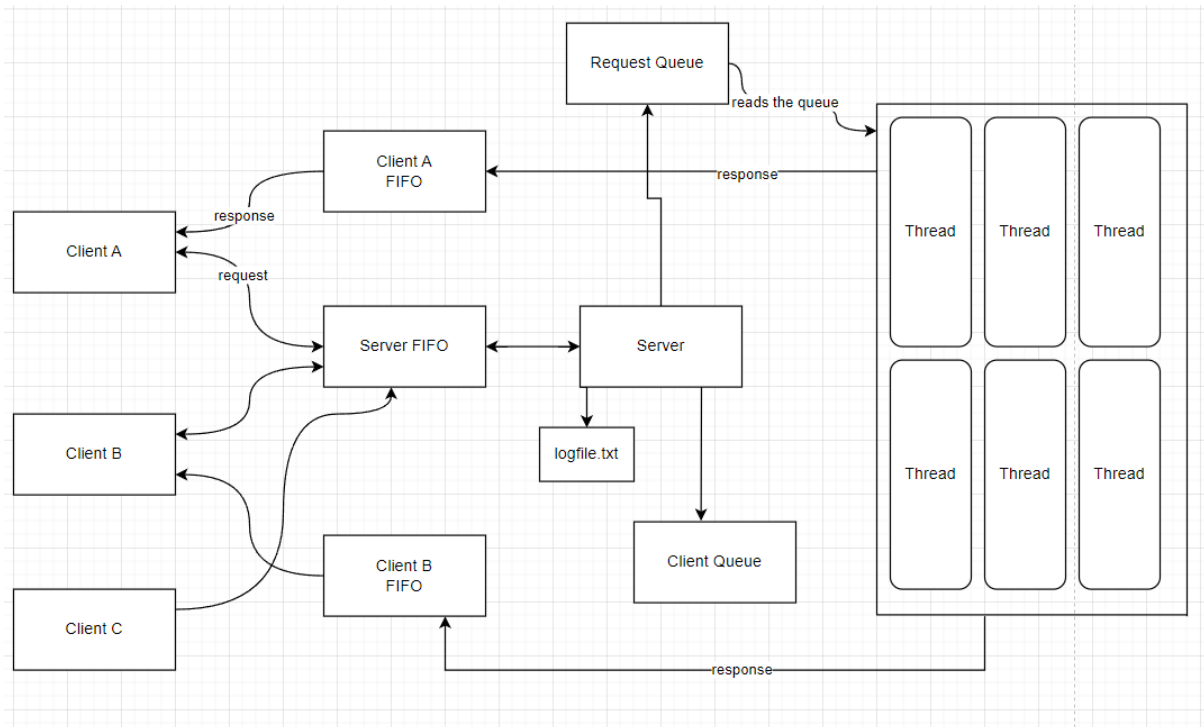 Request Queue
reads the queue
Client A
FIFO
response
Thread
Thread
Thread
response
Client A
request
Server FIFO
Server
Client B
logfile.txt
Thread
Thread
Thread
Client B
FIFO
Client Queue
Client C
response